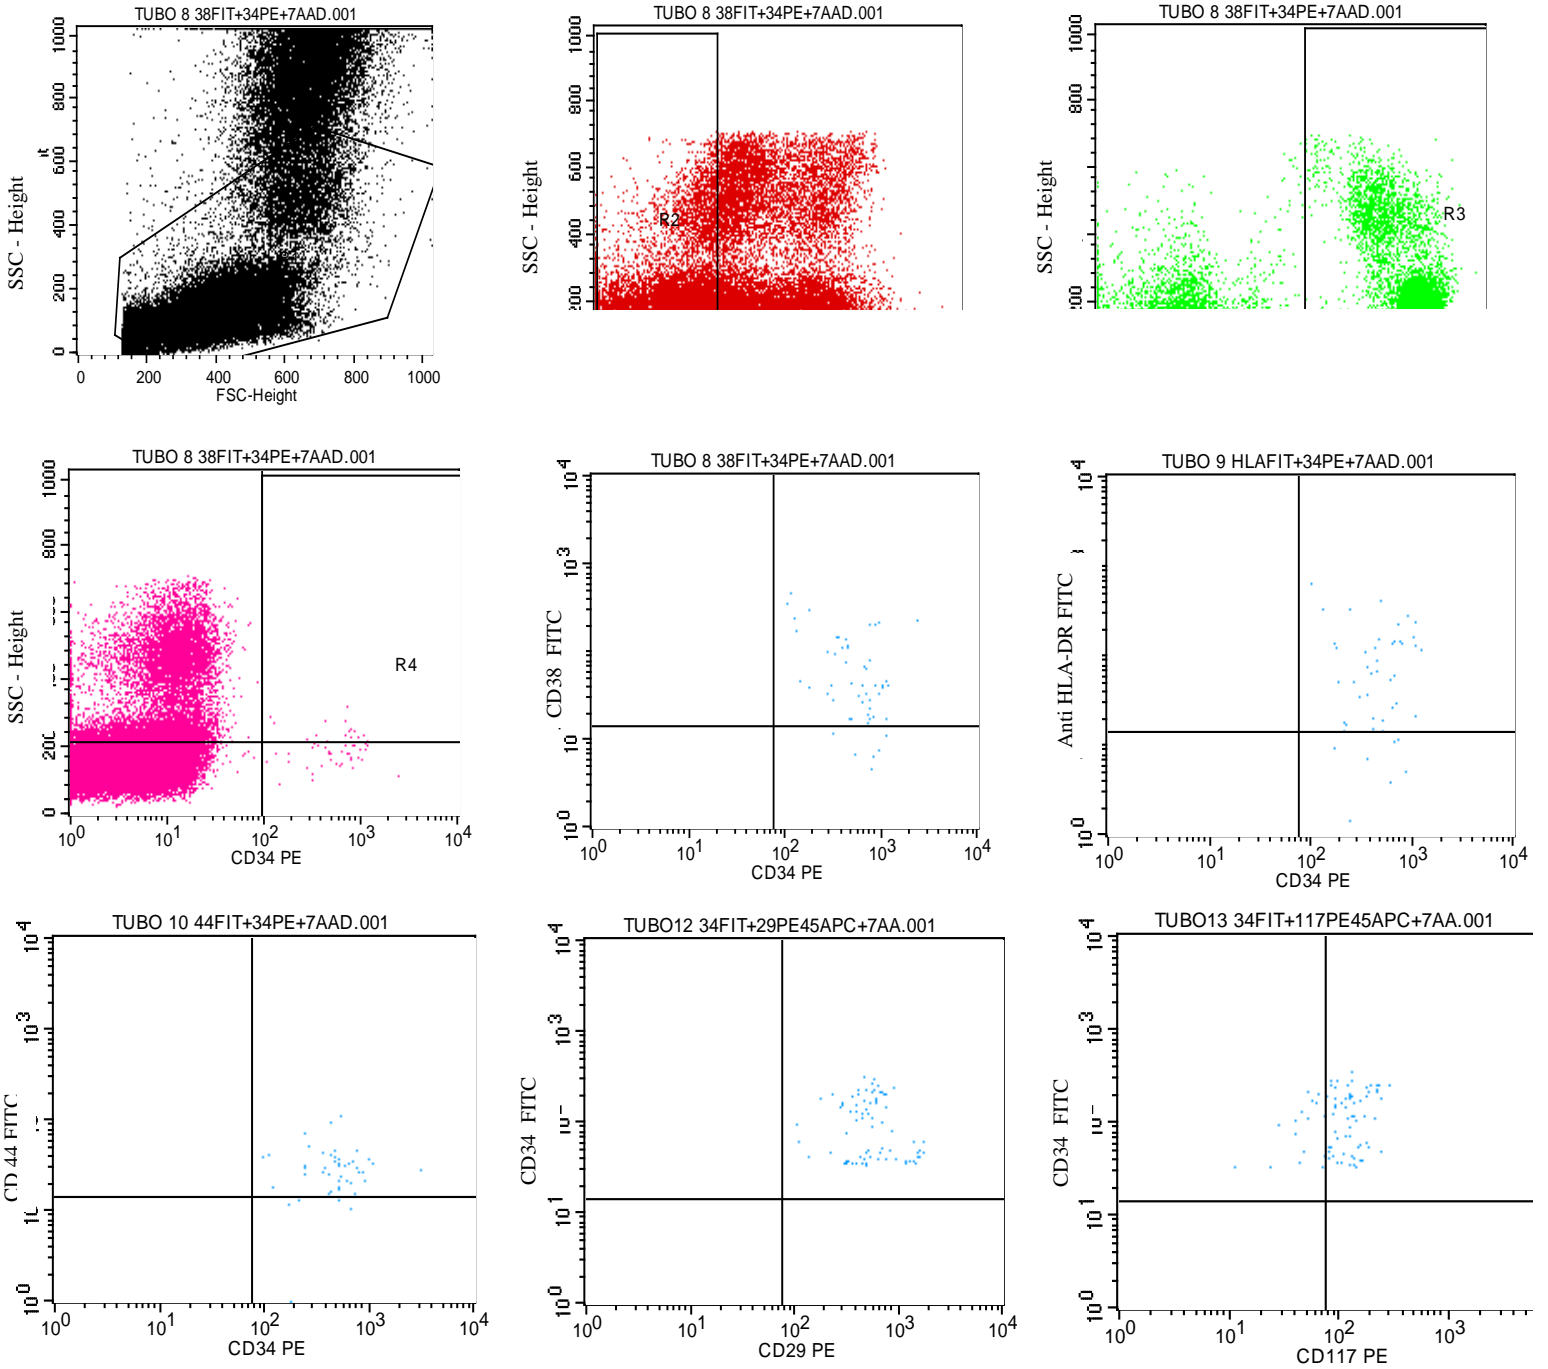 TUBO 8 38FIT+34PE+7AAD.001
TUBO 8 38FIT+34PE+7AAD.001
TUBO 8 38FIT+34PE+7AAD.001
SSC - Height
1000
800
600
400
200
0
0 200 400 600 800 1000
FSC-Height
SSC - Height
1000
800
600
400
200
R2
SSC - Height
1000
800
R3
TUBO 8 38FIT+34PE+7AAD.001
TUBO 8 38FIT+34PE+7AAD.001
TUBO 9 HLAFIT+34PE+7AAD.001
SSC - Height
1000
800
0
R4
10^0 10^1 10^2 10^3 10^4
CD34 PE
CD38 FITC
10^4
10^3
10
10^0
10^0 10^1 10^2 10^3 10^4
CD34 PE
Anti HLA-DR FITC
10^4
10^0
10^0 10^1 10^2 10^3 10^4
CD34 PE
TUBO 10 44FIT+34PE+7AAD.001
TUBO12 34FIT+29PE45APC+7AA.001
TUBO13 34FIT+117PE45APC+7AA.001
CD 44 FITC
10^4
10^3
10^0
10^0 10^1 10^2 10^3 10^4
CD34 PE
CD34 FITC
10^4
10^3
10^1
10^0
10^0 10^1 10^2 10^3 10^4
CD29 PE
CD34 FITC
10^4
10^3
10^1
10^0
10^0 10^1 10^2 10^3
CD117 PE